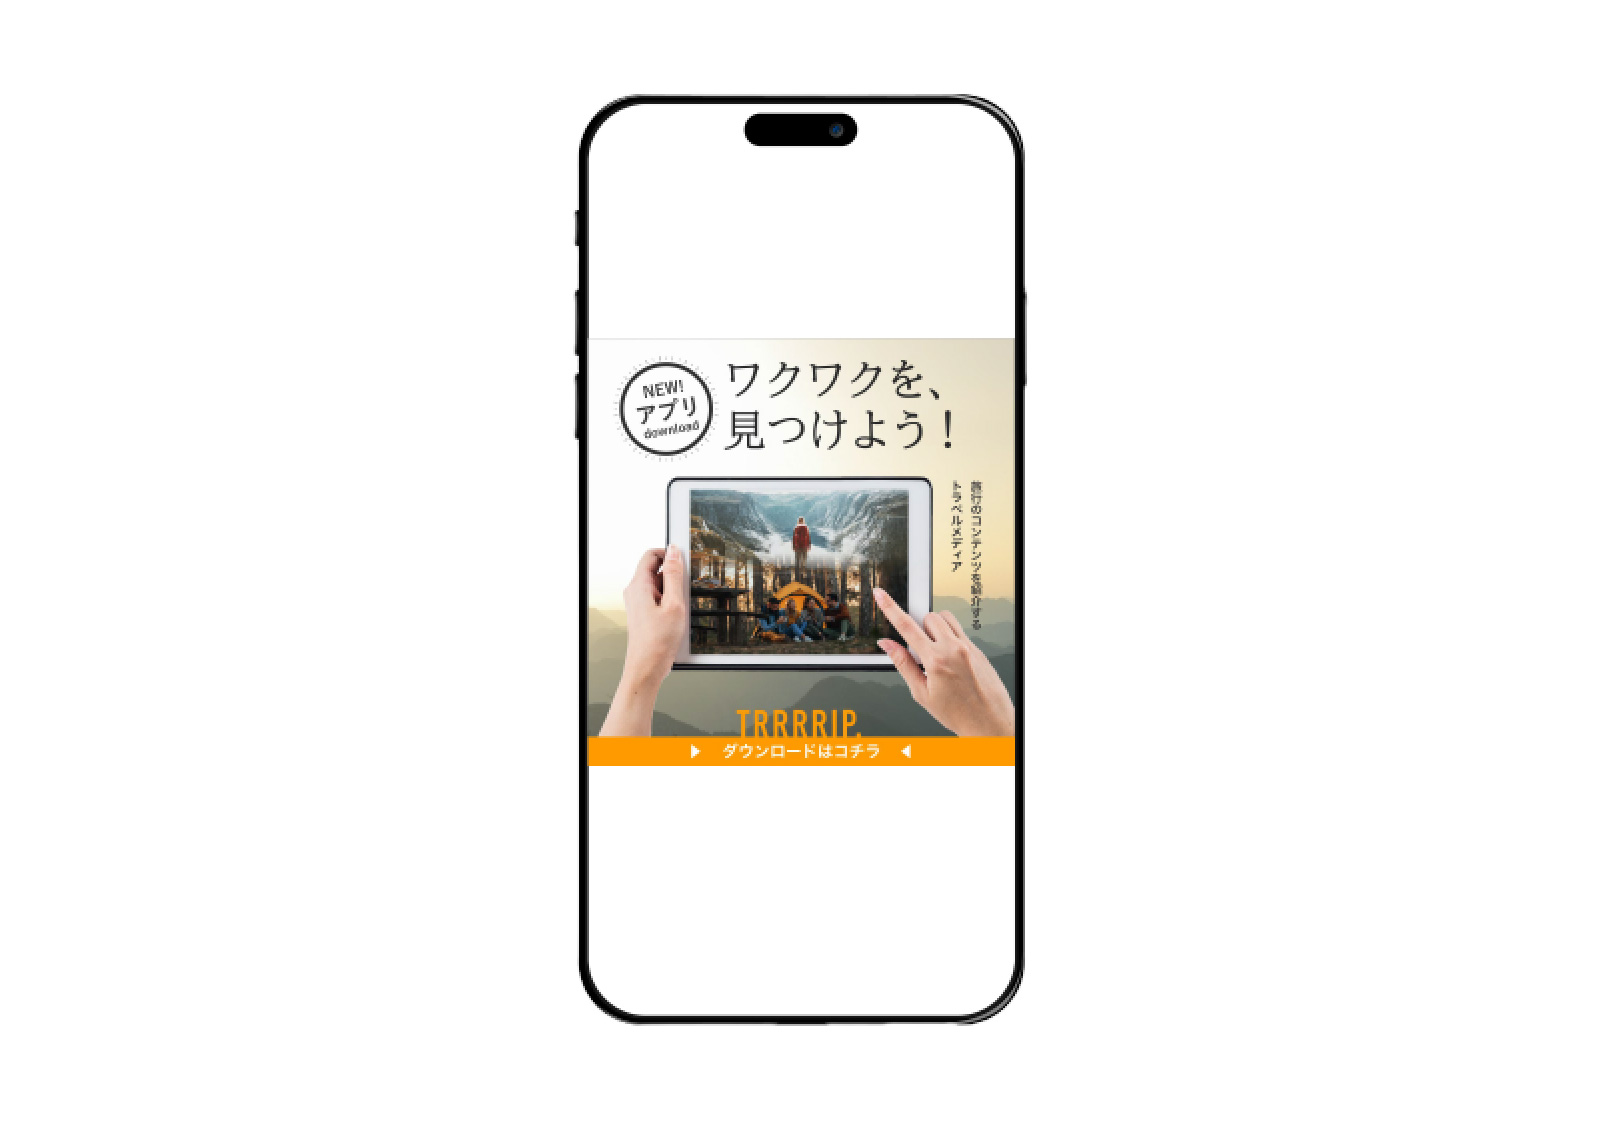 NEW!
アプリ
download
ワクワクを、
見つけよう！
旅行のコンテンツを紹介する
トラベルメディア
TRRRRIP.
ダウンロードはコチラ